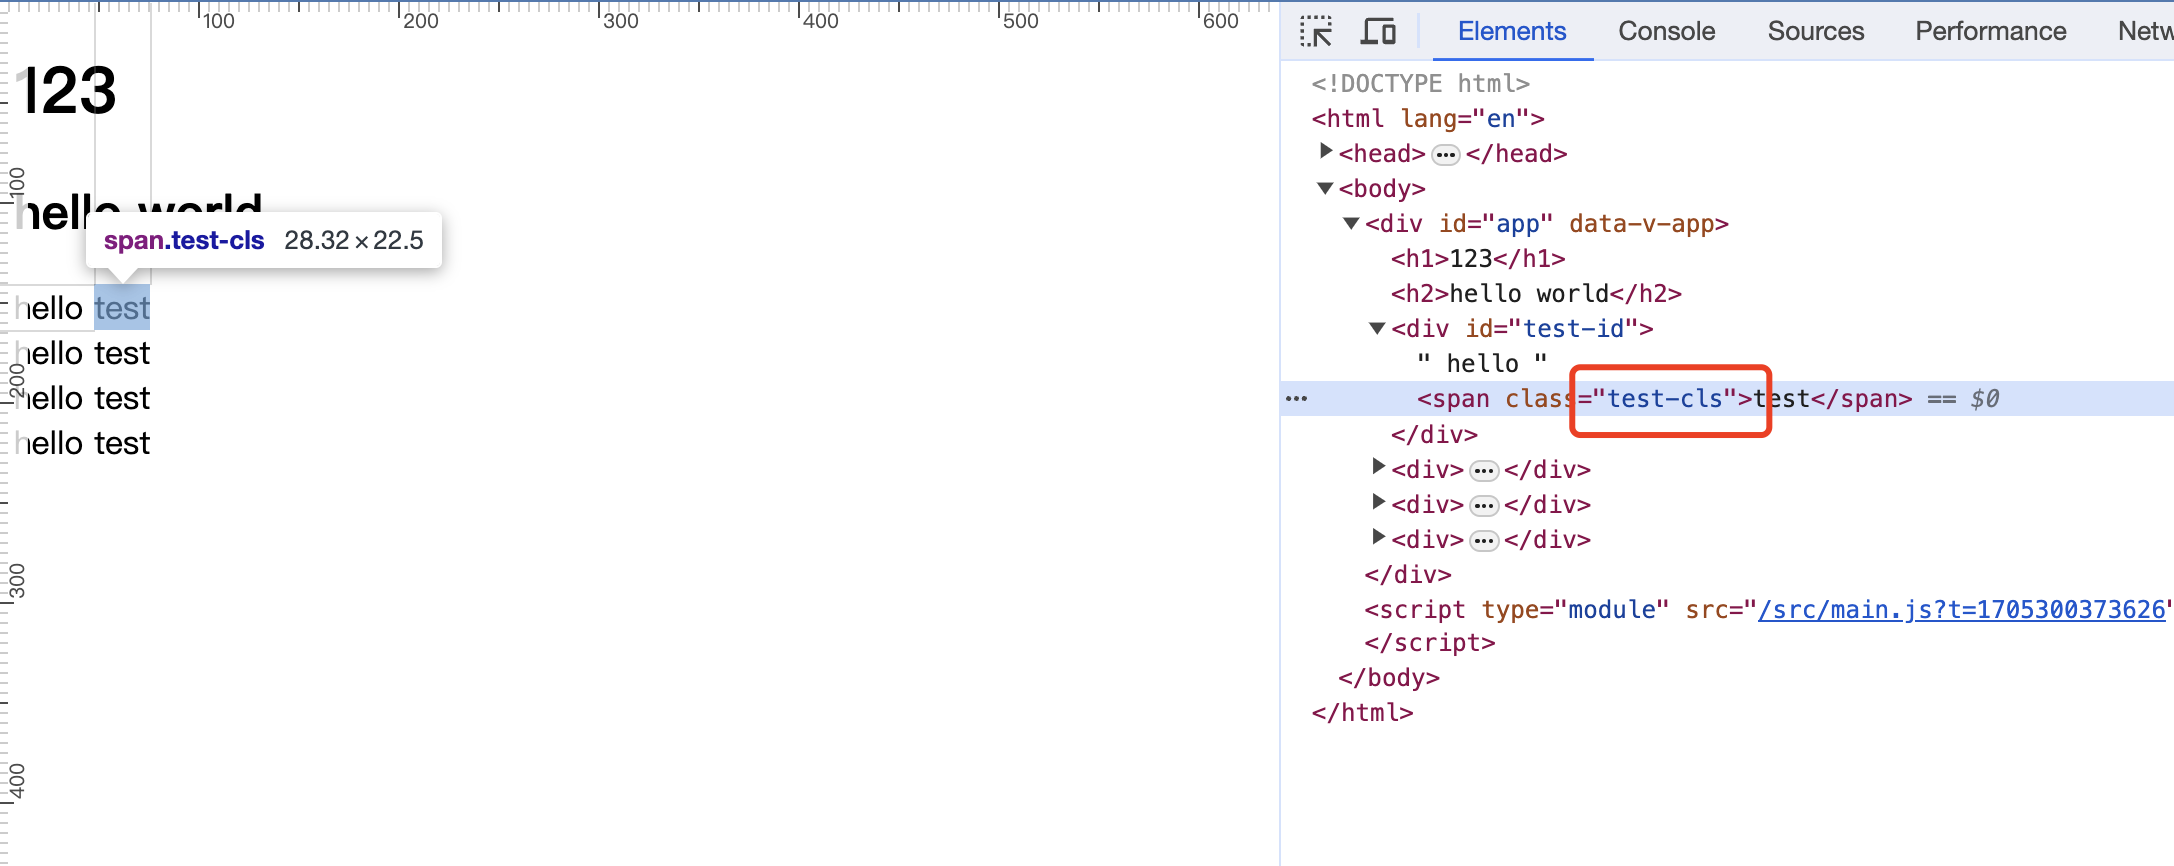 100 200 300 400 500 600
123
100
hello world
span.test-cls 28.32×22.5
hello test
hello test
200
hello test
hello test
300
400
Elements Console Sources Performance Netw
<!DOCTYPE html>
<html lang="en">
<head> ••• </head>
<body>
<div id="app" data-v-app>
<h1>123</h1>
<h2>hello world</h2>
<div id="test-id">
" hello "
••• <span class="test-cls">test</span> == $0
</div>
<div> ••• </div>
<div> ••• </div>
<div> ••• </div>
</div>
<script type="module" src="/src/main.js?t=1705300373626"
</script>
</body>
</html>